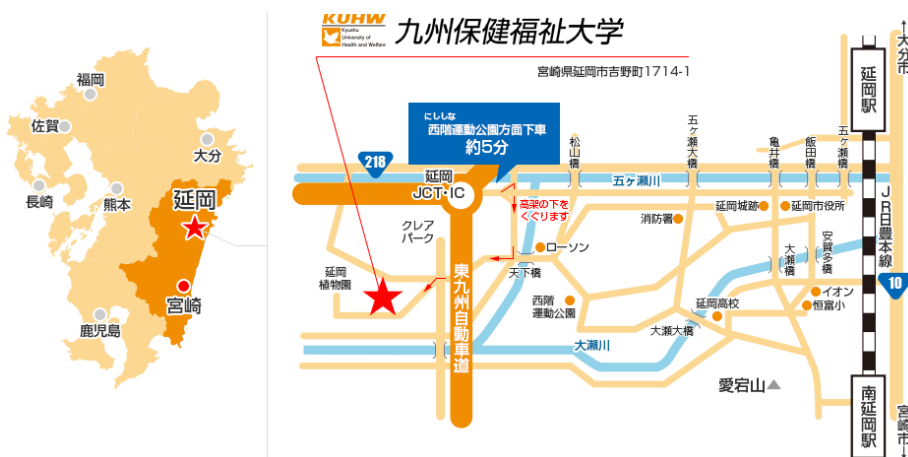 KUHW
Kyushu
University of
Health and Welfare
九州保健福祉大学
宮崎県延岡市吉野町1714-1
福岡
佐賀
大分
長崎
熊本
延岡
宮崎
鹿児島
にししな
西階運動公園方面下車
約5分
218
延岡
JCT・IC
高架の下を
くぐります
クレア
パーク
延岡
植物園
東九州自動車道
ローソン
天下橋
西階
運動公園
大瀬川
松山橋
五ヶ瀬大橋
亀井橋
飯田橋
五ヶ瀬橋
五ヶ瀬川
消防署
延岡城跡
延岡市役所
大瀬橋
安賀多橋
延岡高校
大瀬大橋
イオン
恒富小
愛宕山
延岡駅
JR日豊本線
南延岡駅
大分市
10
宮崎市